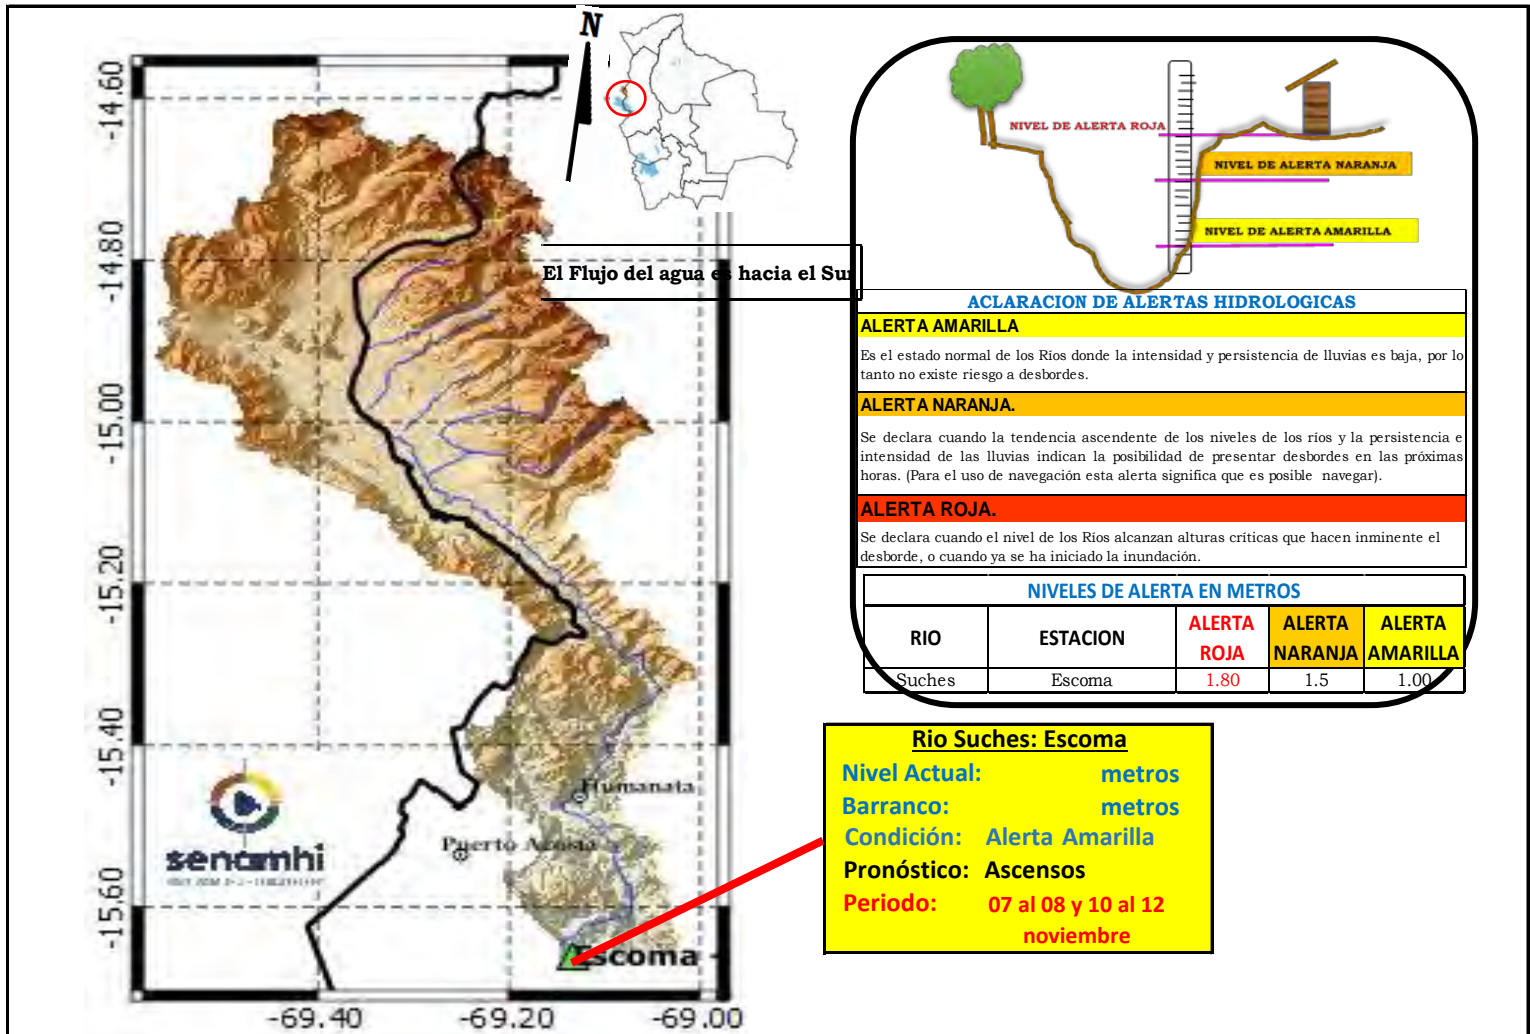 N
-14.60
-14.80
-15.00
-15.20
-15.40
-15.60
-69.40
-69.20
-69.00
El Flujo del agua es hacia el Sur
Humanata
Puerto Acosta
Escoma
senamhi
NIVEL DE ALERTA ROJA
NIVEL DE ALERTA NARANJA
NIVEL DE ALERTA AMARILLA
ACLARACION DE ALERTAS HIDROLOGICAS
ALERTA AMARILLA
Es el estado normal de los Ríos donde la intensidad y persistencia de lluvias es baja, por lo
tanto no existe riesgo a desbordes.
ALERTA NARANJA.
Se declara cuando la tendencia ascendente de los niveles de los ríos y la persistencia e
intensidad de las lluvias indican la posibilidad de presentar desbordes en las próximas
horas. (Para el uso de navegación esta alerta significa que es posible navegar).
ALERTA ROJA.
Se declara cuando el nivel de los Ríos alcanzan alturas críticas que hacen inminente el
desborde, o cuando ya se ha iniciado la inundación.
NIVELES DE ALERTA EN METROS
RIO ESTACION ALERTA ROJA ALERTA NARANJA ALERTA AMARILLA
Suches Escoma 1.80 1.5 1.00
Rio Suches: Escoma
Nivel Actual: metros
Barranco: metros
Condición: Alerta Amarilla
Pronóstico: Ascensos
Periodo: 07 al 08 y 10 al 12
noviembre